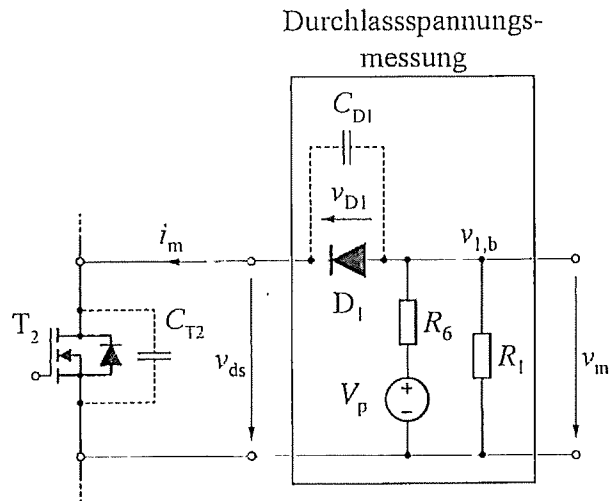 Durchlassspannungs-
messung
C_D1
v_D1
i_m
v_1,b
D_1
T_2
C_T2
v_ds
R_6
R_1
V_p
+
−
v_m